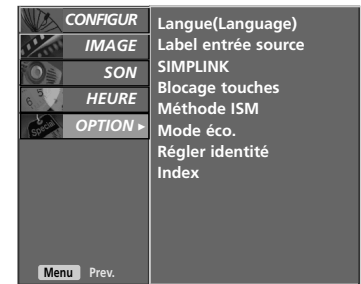 CONFIGUR
IMAGE
SON
HEURE
OPTION ▸
Langue(Language)
Label entrée source
SIMPLINK
Blocage touches
Méthode ISM
Mode éco.
Régler identité
Index
Menu Prev.